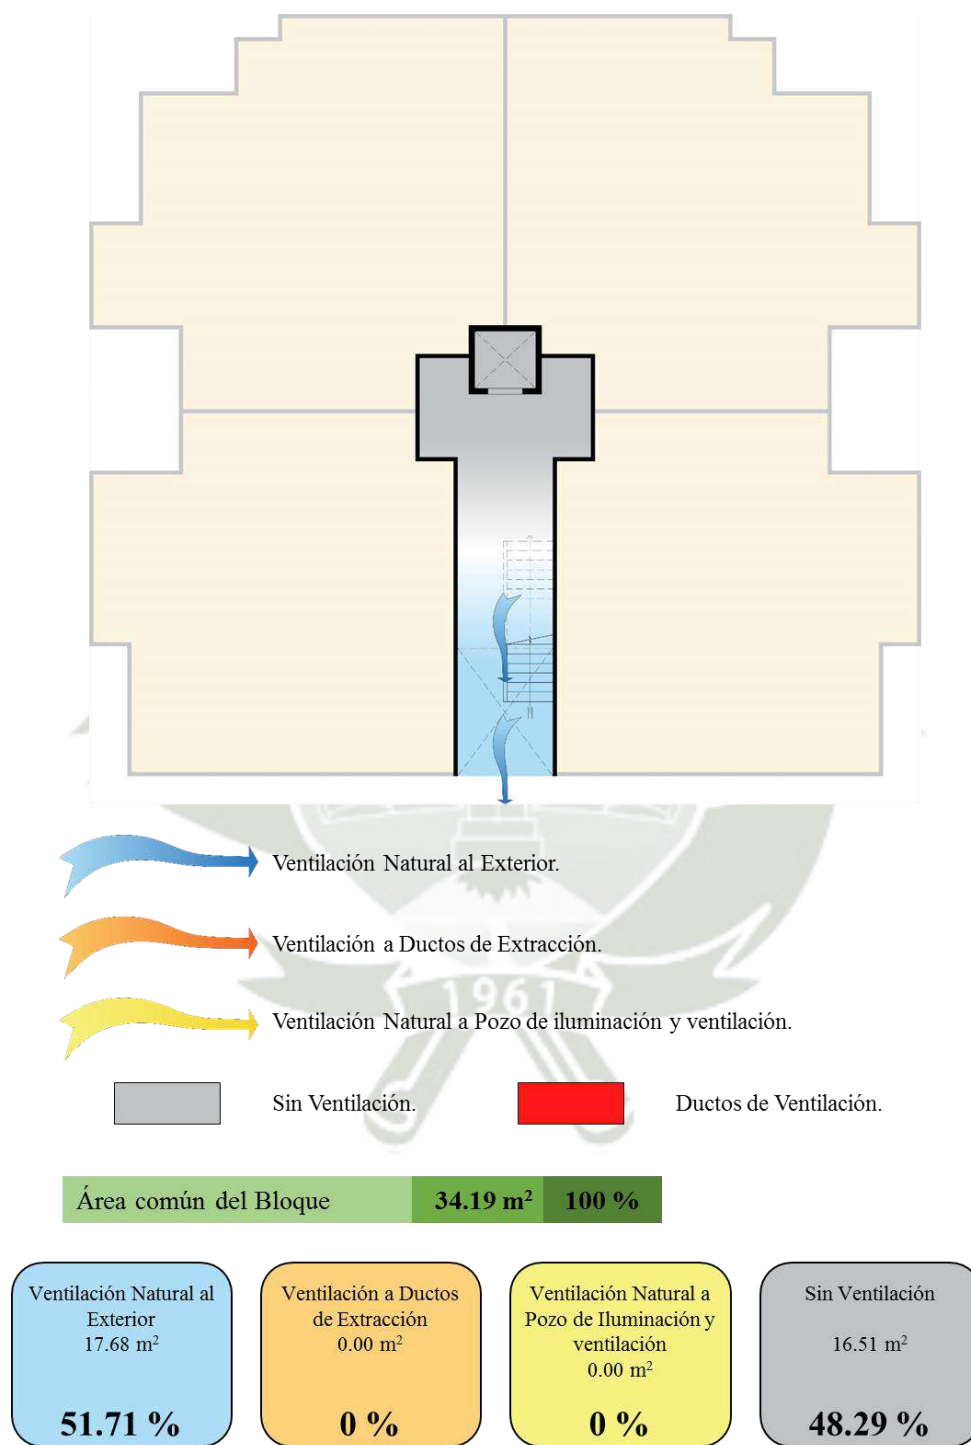 Ventilación Natural al Exterior.
Ventilación a Ductos de Extracción.
1961
Ventilación Natural a Pozo de iluminación y ventilación.
Sin Ventilación.
Ductos de Ventilación.
Área común del Bloque 34.19 m² 100 %
Ventilación Natural al
Exterior
17.68 m²
51.71 %
Ventilación a Ductos
de Extracción
0.00 m²
0 %
Ventilación Natural a
Pozo de Iluminación y
ventilación
0.00 m²
0 %
Sin Ventilación
16.51 m²
48.29 %